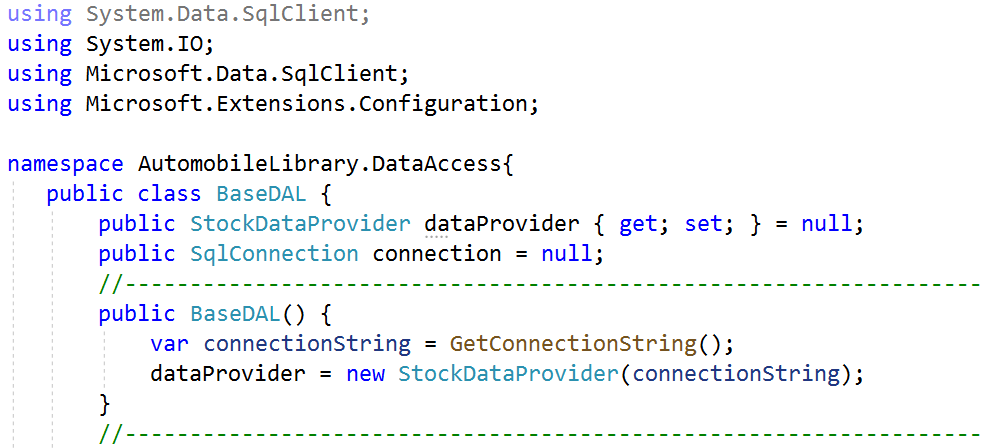 using System.Data.SqlClient;
using System.IO;
using Microsoft.Data.SqlClient;
using Microsoft.Extensions.Configuration;
namespace AutomobileLibrary.DataAccess{
public class BaseDAL {
public StockDataProvider dataProvider { get; set; } = null;
public SqlConnection connection = null;
//------------------------------------------------------------------
public BaseDAL() {
var connectionString = GetConnectionString();
dataProvider = new StockDataProvider(connectionString);
}
//------------------------------------------------------------------